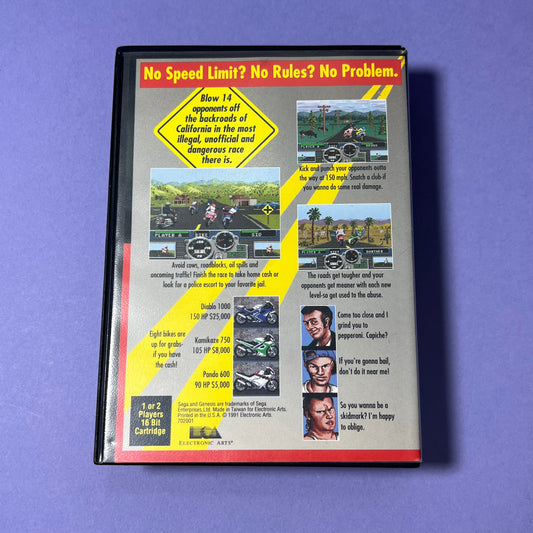 No Speed Limit? No Rules? No Problem.
Blow 14
opponents off
the backroads of
California in the most
illegal, unofficial and
dangerous race
there is.
Kick and punch your opponents outta
the way at 150 mph. Snatch a club-if
you wanna do some real damage.
PLAYER A BIKE SID
Avoid cows, roadblocks, oil spills and
oncoming traffic! Finish the race to take home cash or
look for a police escort to your favorite jail.
PLAYER A
The roads get tougher and your
opponents get meaner with each new
level-so get used to the abuse.
Eight bikes are
up for grabs-
if you have
the cash!
Diablo 1000
150 HP $25,000
Kamikaze 750
105 HP $8,000
Panda 600
90 HP $5,000
Come too close and I
grind you to
pepperoni. Capiche?
If you're gonna bail,
don't do it near me!
So you wanna be a
skidmark? I'm happy
to oblige.
1 or 2
Players
16 Bit
Cartridge
Sega and Genesis are trademarks of Sega
Enterprises Ltd. Made in Taiwan for Electronic Arts.
Printed in the U.S.A. © 1991 Electronic Arts.
702001
ELECTRONIC ARTS®